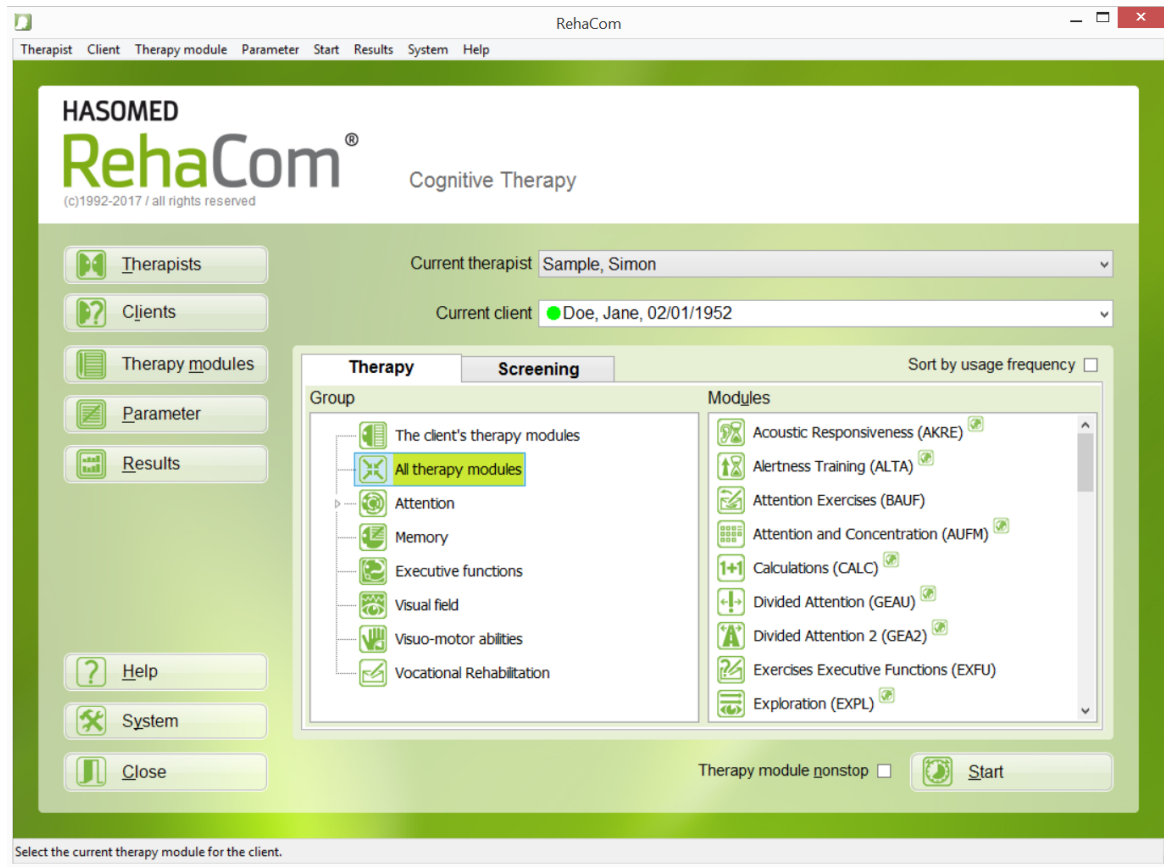 RehaCom
Therapist Client Therapy module Parameter Start Results System Help
HASOMED
RehaCom®
Cognitive Therapy
(c)1992-2017 / all rights reserved
Therapists
Clients
Therapy modules
Parameter
Results
Help
System
Close
Current therapist Sample, Simon
Current client Doe, Jane, 02/01/1952
Therapy Screening Sort by usage frequency
Group
The client's therapy modules
All therapy modules
Attention
Memory
Executive functions
Visual field
Visuo-motor abilities
Vocational Rehabilitation
Modules
Acoustic Responsiveness (AKRE)
Alertness Training (ALTA)
Attention Exercises (BAUF)
Attention and Concentration (AUFM)
1+1 Calculations (CALC)
Divided Attention (GEAU)
Divided Attention 2 (GEA2)
Exercises Executive Functions (EXFU)
Exploration (EXPL)
Therapy module nonstop Start
Select the current therapy module for the client.